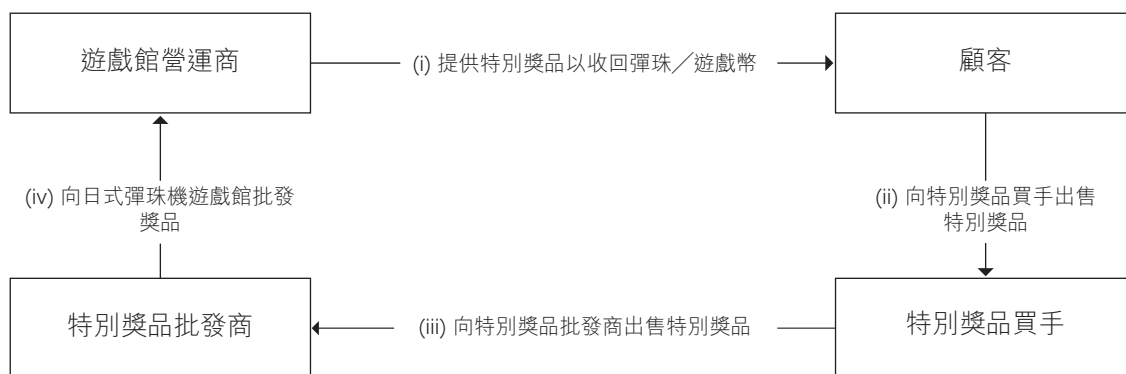 遊戲館營運商
(i) 提供特別獎品以收回彈珠／遊戲幣
顧客
(iv) 向日式彈珠機遊戲館批發
獎品
(ii) 向特別獎品買手出售
特別獎品
特別獎品批發商
(iii) 向特別獎品批發商出售特別獎品
特別獎品買手